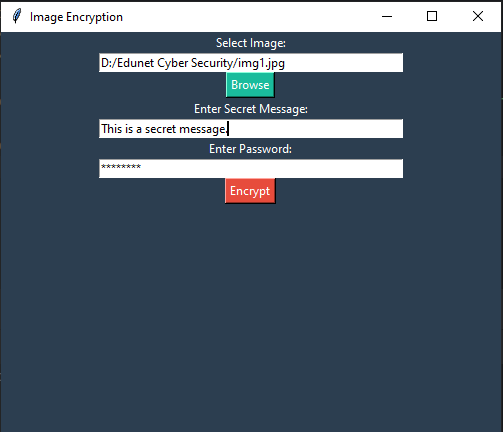 Image Encryption
Select Image:
D:/Edunet Cyber Security/img1.jpg
Browse
Enter Secret Message:
This is a secret message.
Enter Password:
********
Encrypt